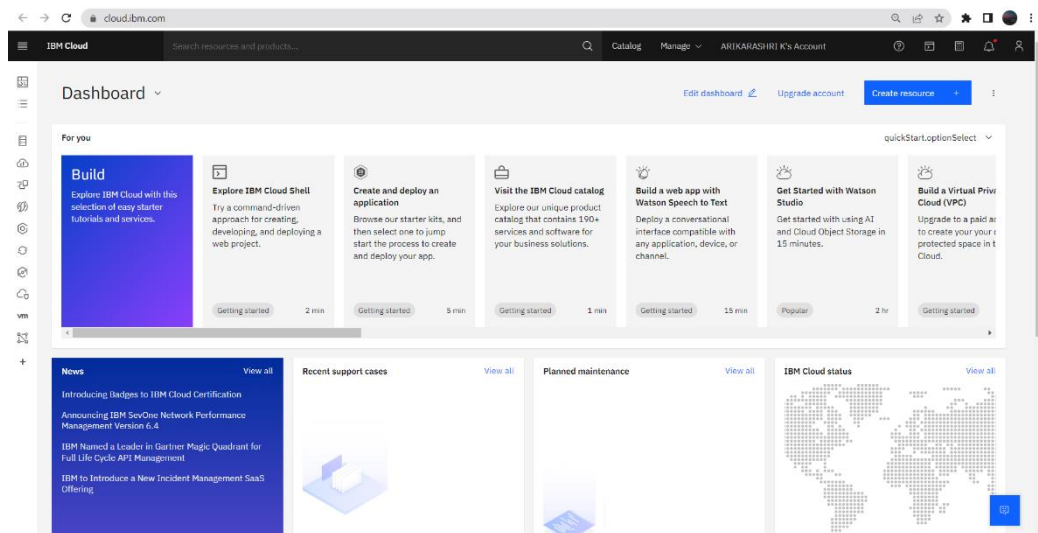 cloud.ibm.com
IBM Cloud
Search resources and products...
Catalog
Manage
ARIKARASHRI K's Account
Dashboard
Edit dashboard
Upgrade account
Create resource +
For you
quickStart.optionSelect
Build
Explore IBM Cloud with this
selection of easy starter
tutorials and services.
Explore IBM Cloud Shell
Try a command-driven
approach for creating,
developing, and deploying a
web project.
Getting started
2 min
Create and deploy an
application
Browse our starter kits, and
then select one to jump
start the process to create
and deploy your app.
Getting started
5 min
Visit the IBM Cloud catalog
Explore our unique product
catalog that contains 190+
services and software for
your business solutions.
Getting started
1 min
Build a web app with
Watson Speech to Text
Deploy a conversational
interface compatible with
any application, device, or
channel.
Getting started
15 min
Get Started with Watson
Studio
Get started with using AI
and Cloud Object Storage in
15 minutes.
Popular
2 hr
Build a Virtual Priva
Cloud (VPC)
Upgrade to a paid a
to create your your
protected space in t
Cloud.
Getting started
vm
News
View all
Introducing Badges to IBM Cloud Certification
Announcing IBM SevOne Network Performance
Management Version 6.4
IBM Named a Leader in Gartner Magic Quadrant for
Full Life Cycle API Management
IBM to Introduce a New Incident Management SaaS
Offering
Recent support cases
View all
Planned maintenance
View all
IBM Cloud status
View all